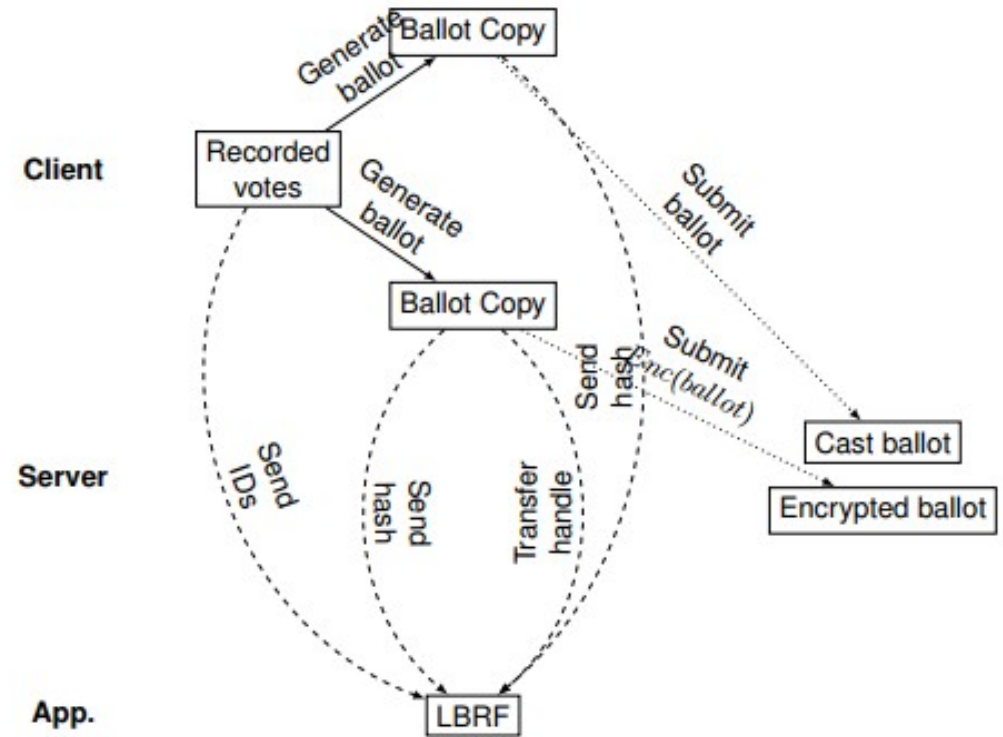 Ballot Copy
Generate
ballot
Client
Recorded
votes
Submit
ballot
Generate
ballot
Ballot Copy
Submit
Enc(ballot)
Send
hash
Cast ballot
Server
Send
IDs
Send
hash
Transfer
handle
Encrypted ballot
App.
LBRF